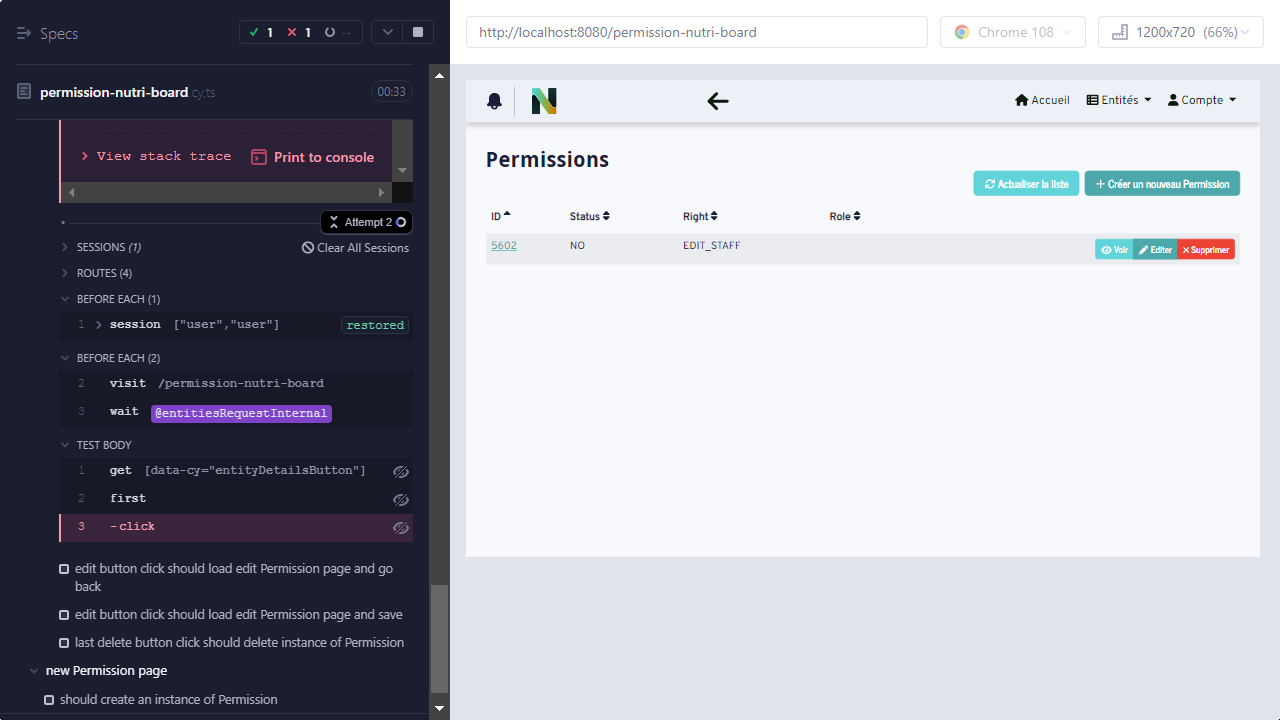 Specs
1
1
--
permission-nutri-board.cy.ts
00:33
View stack trace
Print to console
Attempt 2
SESSIONS (1)
Clear All Sessions
ROUTES (4)
BEFORE EACH (1)
1 session ["user","user"] restored
BEFORE EACH (2)
2 visit /permission-nutri-board
3 wait @entitiesRequestInternal
TEST BODY
1 get [data-cy="entityDetailsButton"]
2 first
3 -click
edit button click should load edit Permission page and go
back
edit button click should load edit Permission page and save
last delete button click should delete instance of Permission
new Permission page
should create an instance of Permission
http://localhost:8080/permission-nutri-board
Chrome 108
1200x720 (66%)
Accueil
Entités
Compte
Permissions
Actualiser la liste
+ Créer un nouveau Permission
ID Status Right Role
5602 NO EDIT_STAFF
Voir
Editer
Supprimer